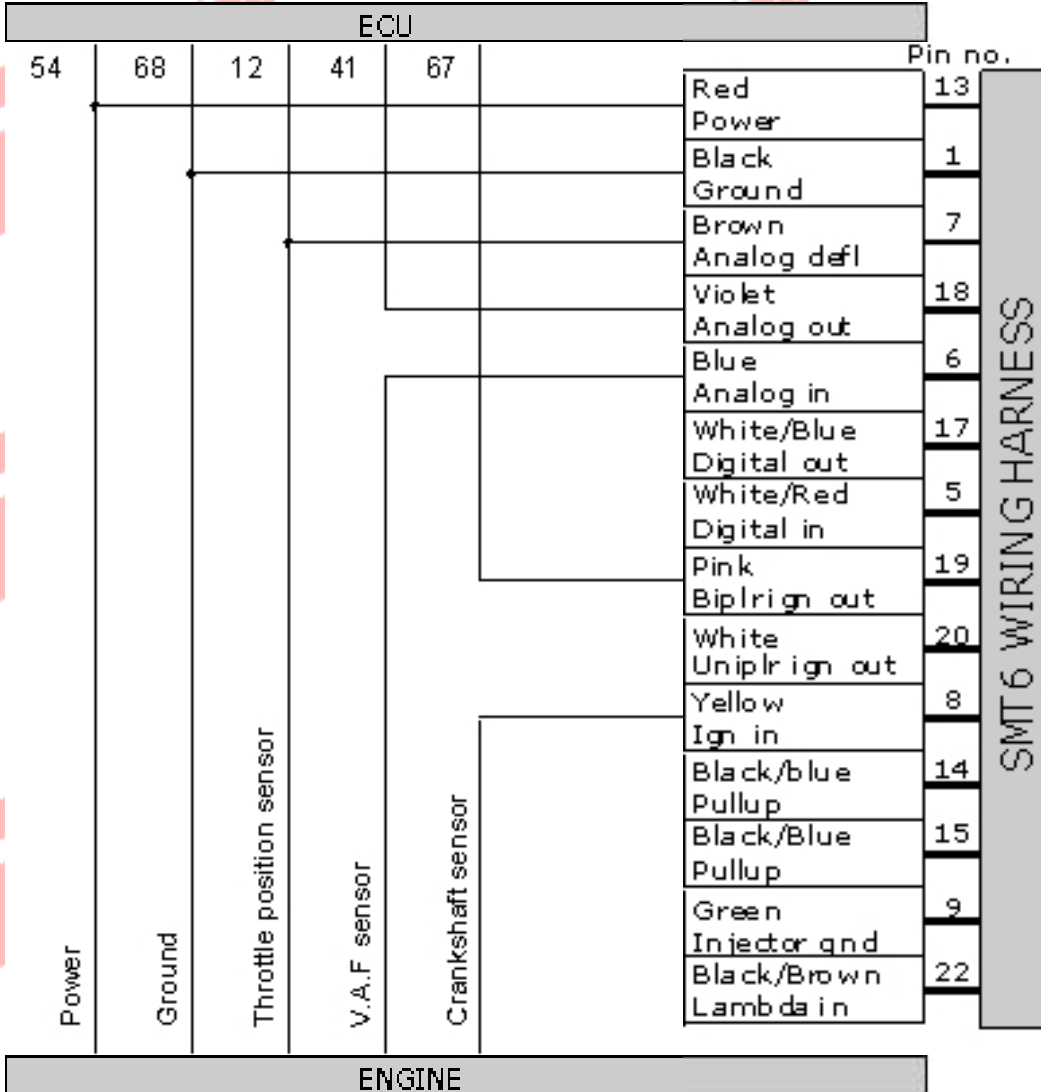 ECU
Pin no.
54 68 12 41 67
Red 13
Power
Black 1
Ground
Brown 7
Analog defl
Violet 18
Analog out
Blue 6
Analog in
White/Blue 17
Digital out
White/Red 5
Digital in
Pink 19
Biplrign out
White 20
Uniplrign out
Yellow 8
Ign in
Black/blue 14
Pullup
Black/Blue 15
Pullup
Green 9
Injector gnd
Black/Brown 22
Lambda in
SMT6 WIRING HARNESS
Power
Ground
Throttle position sensor
V.A.F sensor
Crankshaft sensor
ENGINE